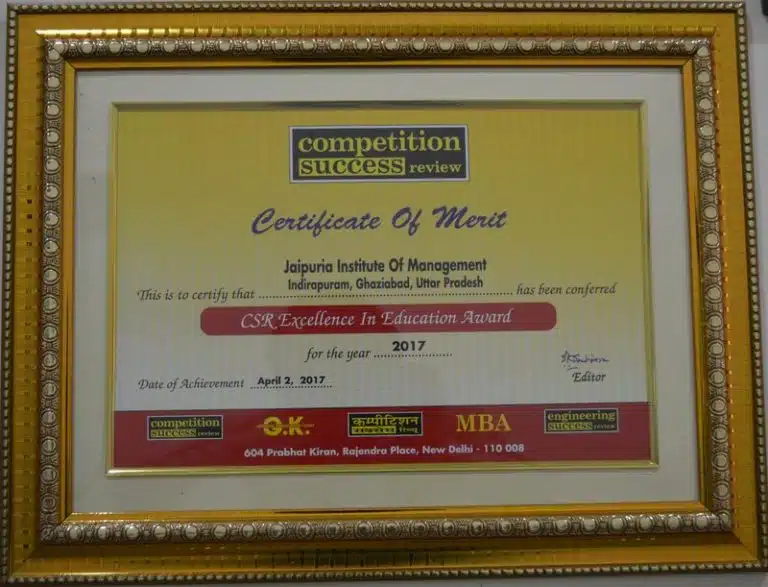 competition
success review
Certificate Of Merit
Jaipuria Institute Of Management
Indirapuram, Ghaziabad, Uttar Pradesh
This is to certify that ........ has been conferred
CSR Excellence In Education Award
for the year 2017
Date of Achievement April 2, 2017
Editor
competition
success review
O.K.
कम्पीटिशन
सक्सेस रिव्यू
MBA
engineering
success review
604 Prabhat Kiran, Rajendra Place, New Delhi - 110 008